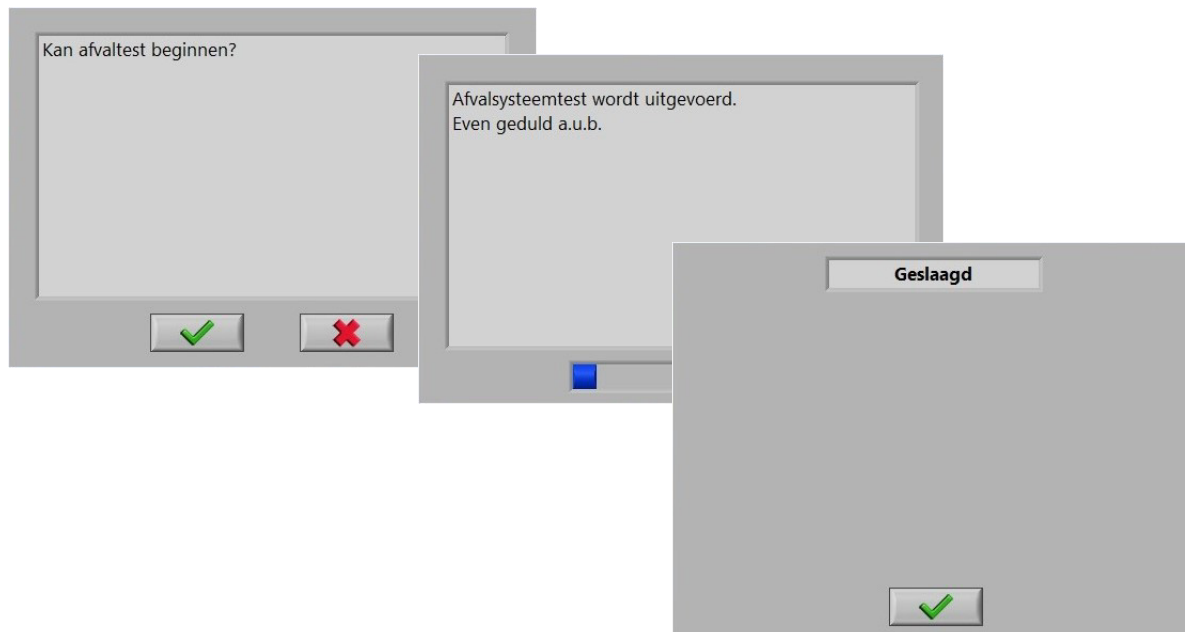 Kan afvaltest beginnen?
Afvalsysteemtest wordt uitgevoerd.
Even geduld a.u.b.
Geslaagd